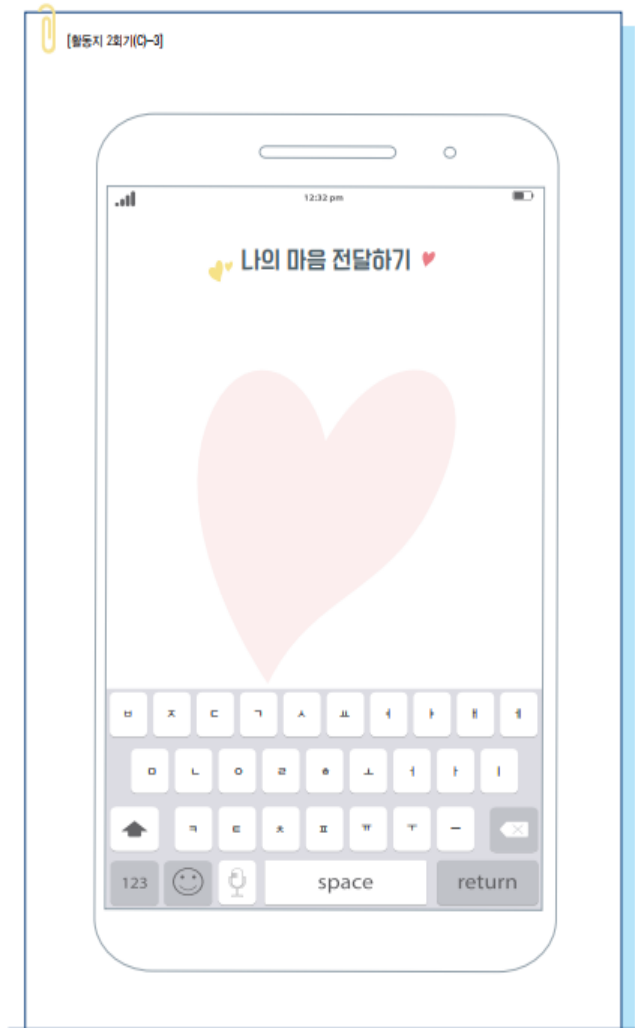 [활동지 2회기(C)-3]
12:32 pm
나의 마음 전달하기
ㅂ ㅈ ㄷ ㄱ ㅅ ㅛ ㅕ ㅑ ㅐ ㅔ
ㅁ ㄴ ㅇ ㄹ ㅎ ㅗ ㅓ ㅏ ㅣ
ㅋ ㅌ ㅊ ㅍ ㅠ ㅜ ㅡ
123 space return